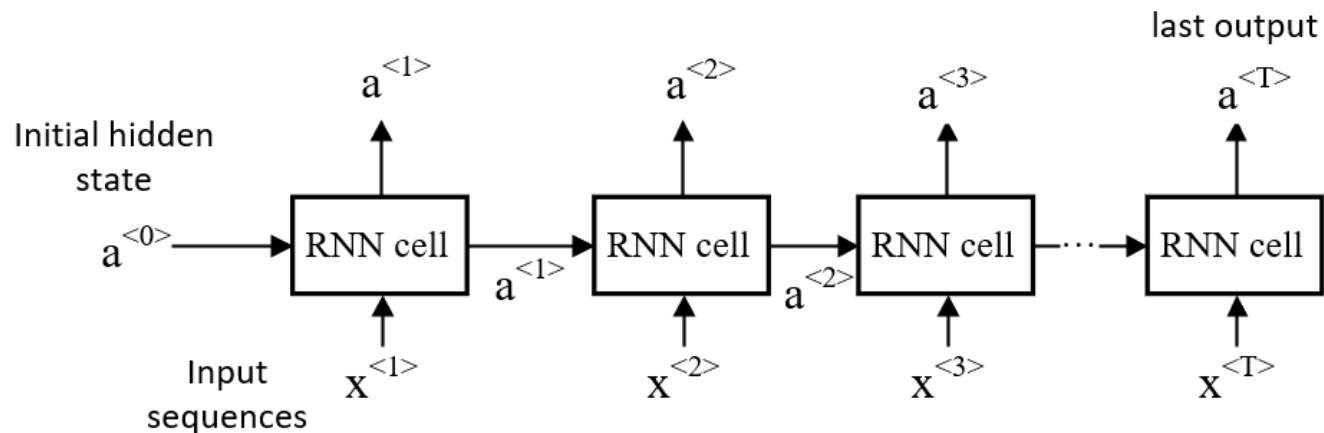 last output
a<1>
a<2>
a<3>
a<T>
Initial hidden
state
a<0>
RNN cell
RNN cell
RNN cell
...
RNN cell
a<1>
a<2>
x<1>
x<2>
x<3>
x<T>
Input
sequences